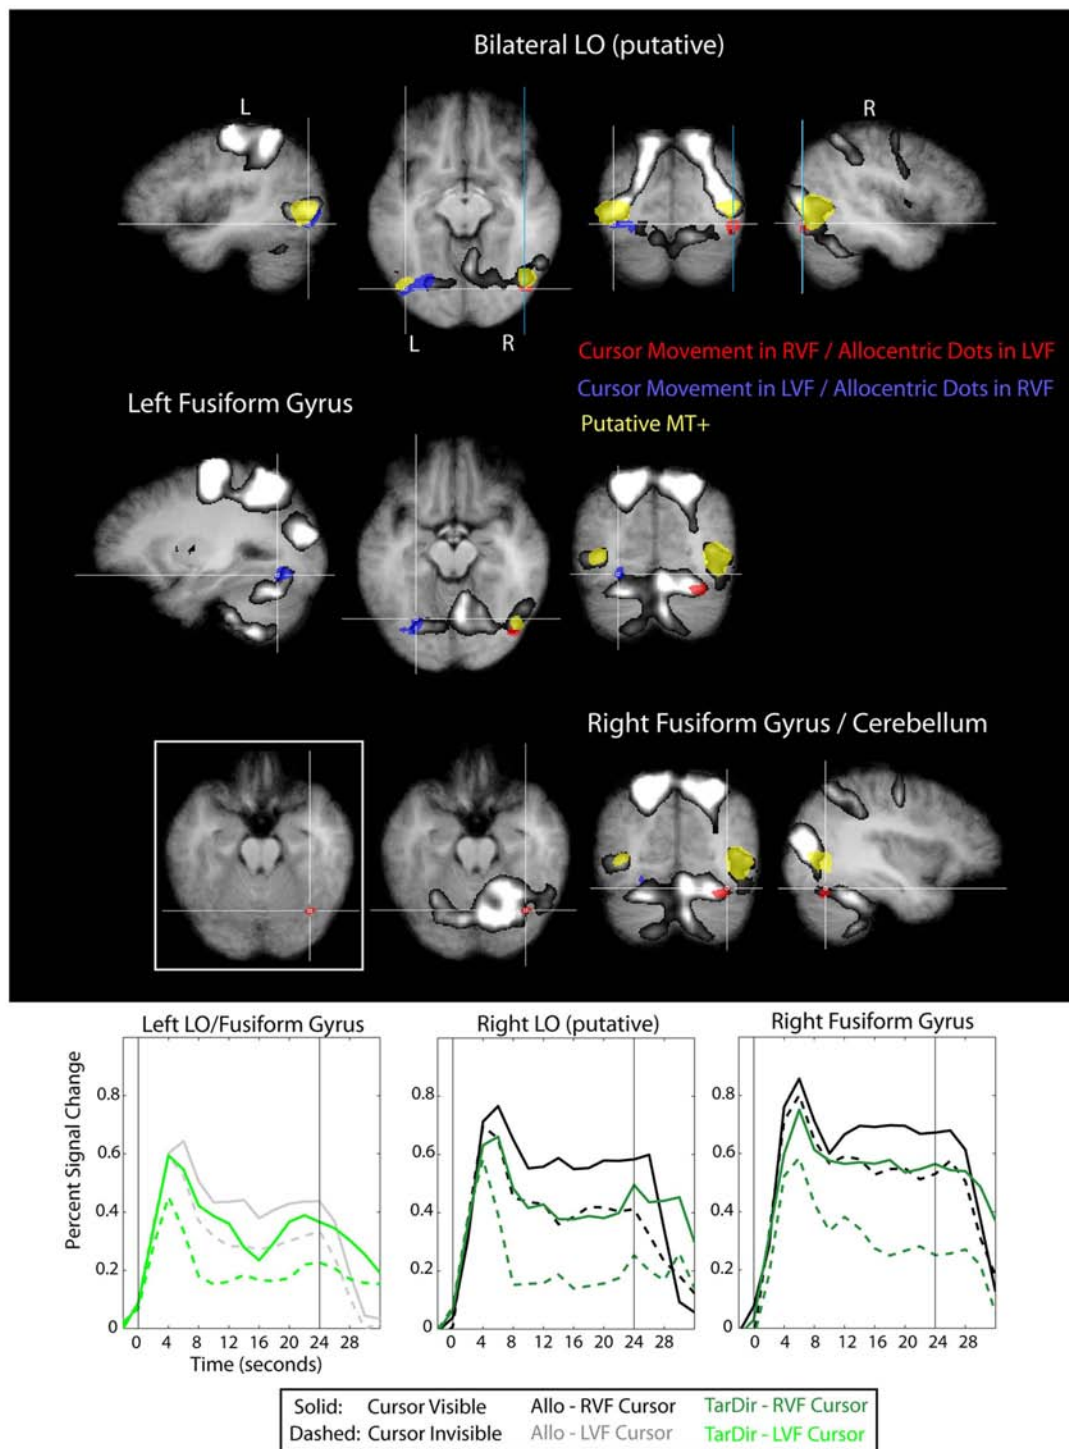 Bilateral LO (putative)
L
R
L
R
Cursor Movement in RVF / Allocentric Dots in LVF
Cursor Movement in LVF / Allocentric Dots in RVF
Putative MT+
Left Fusiform Gyrus
Right Fusiform Gyrus / Cerebellum
Left LO/Fusiform Gyrus
Right LO (putative)
Right Fusiform Gyrus
Percent Signal Change
0.8
0.6
0.4
0.2
0
0 4 8 12 16 20 24 28
Time (seconds)
0.8
0.6
0.4
0.2
0
0 4 8 12 16 20 24 28
0.8
0.6
0.4
0.2
0
0 4 8 12 16 20 24 28
Solid: Cursor Visible Allo - RVF Cursor TarDir - RVF Cursor
Dashed: Cursor Invisible Allo - LVF Cursor TarDir - LVF Cursor